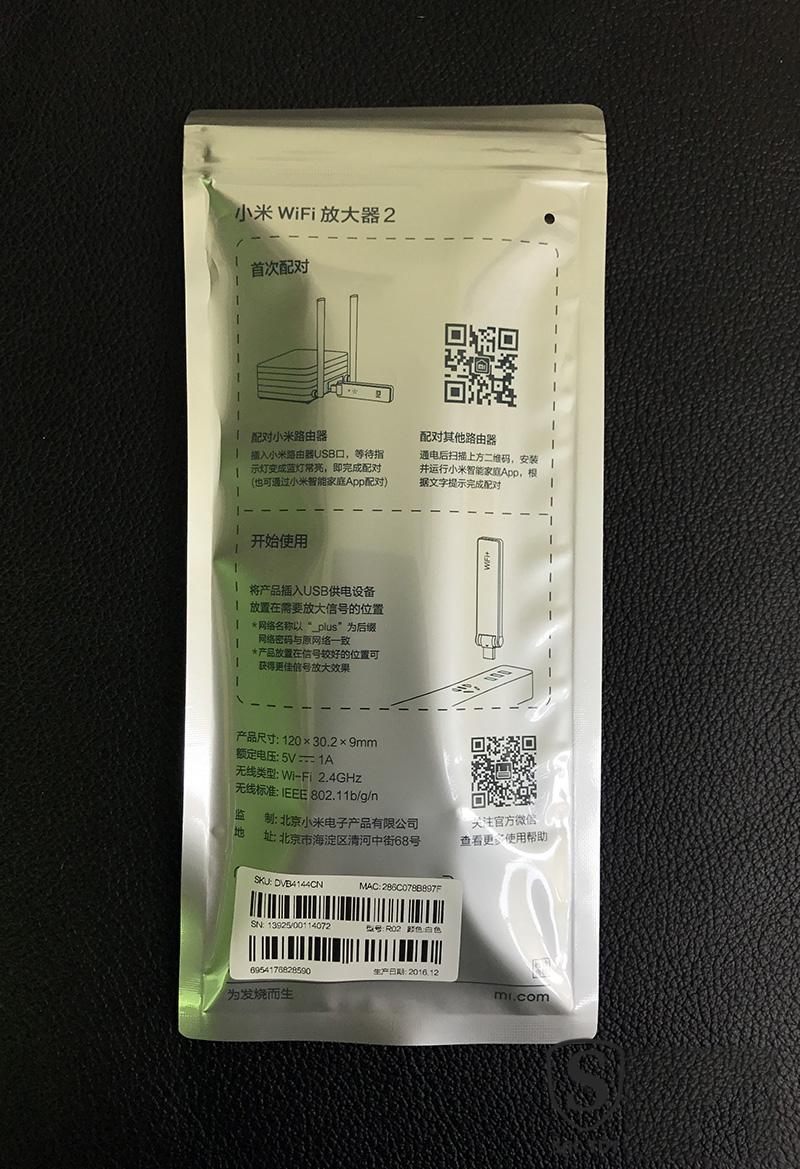 小米 WiFi 放大器2
首次配对
配对小米路由器
插入小米路由器USB口，等待指
示灯变成蓝灯常亮，即完成配对
(也可通过小米智能家庭App配对)
配对其他路由器
通电后扫描上方二维码，安装
并运行小米智能家庭App，根
据文字提示完成配对
开始使用
WiFi+
将产品插入USB供电设备
放置在需要放大信号的位置
*网络名称以“_plus”为后缀
网络密码与原网络一致
*产品放置在信号较好的位置可
获得更佳信号放大效果
产品尺寸: 120×30.2×9mm
额定电压: 5V⎓1A
无线类型: Wi-Fi 2.4GHz
无线标准: IEEE 802.11b/g/n
监 制: 北京小米电子产品有限公司
地 址: 北京市海淀区清河中街68号
关注官方微信
查看更多使用帮助
SKU: DVB4144CN MAC: 286C078B897F
SN: 13925/00114072 型号: R02 颜色:白色
6954176828590 生产日期: 2016.12
为发烧而生 mi.com
S